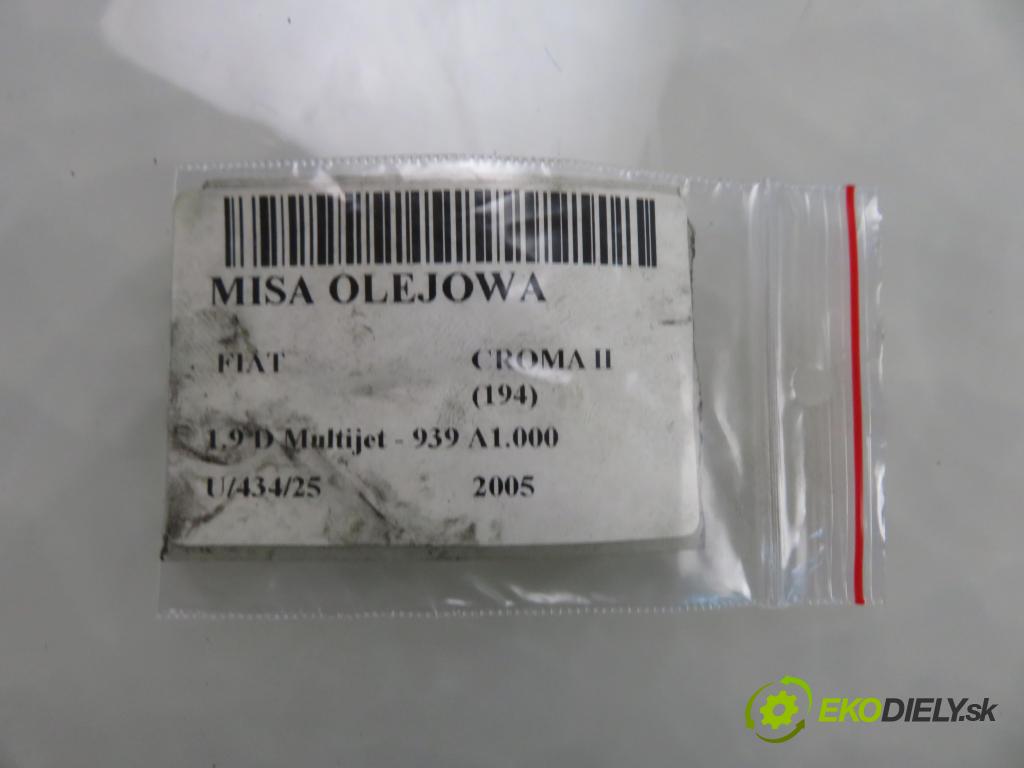 MISA OLEJOWA
FIAT CROMA II
(194)
1.9 D Multijet - 939 A1.000
U/434/25 2005
EKODIELY.sk